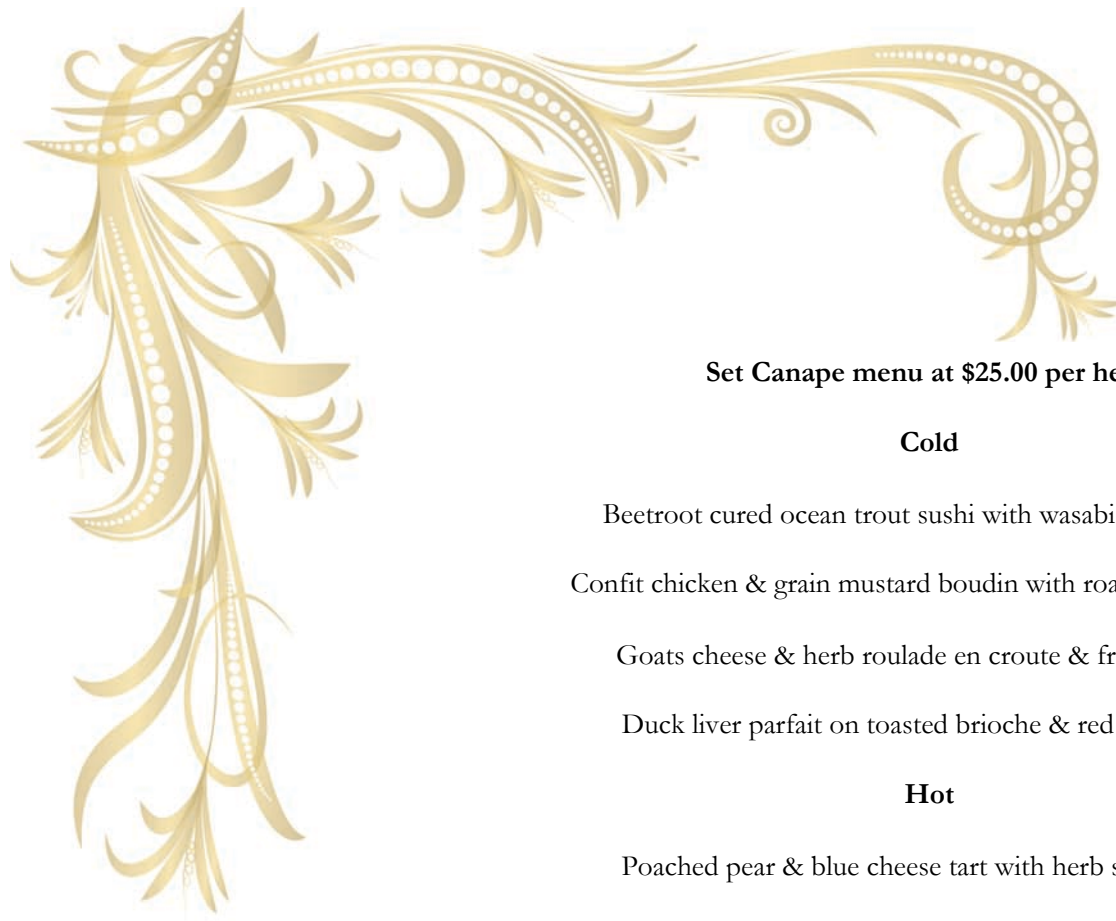 Set Canape menu at $25.00 per he
Cold
Beetroot cured ocean trout sushi with wasabi
Confit chicken & grain mustard boudin with roa
Goats cheese & herb roulade en croute & fr
Duck liver parfait on toasted brioche & red
Hot
Poached pear & blue cheese tart with herb s